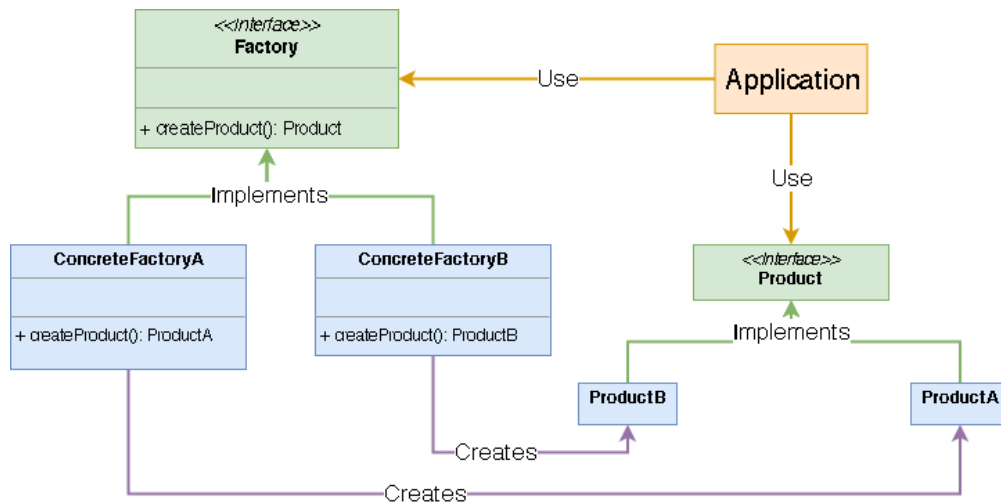 <<Interface>>
Factory
+ createProduct(): Product
Use
Application
Use
Implements
ConcreteFactoryA
+ createProduct(): ProductA
ConcreteFactoryB
+ createProduct(): ProductB
<<Interface>>
Product
Implements
ProductB
ProductA
Creates
Creates